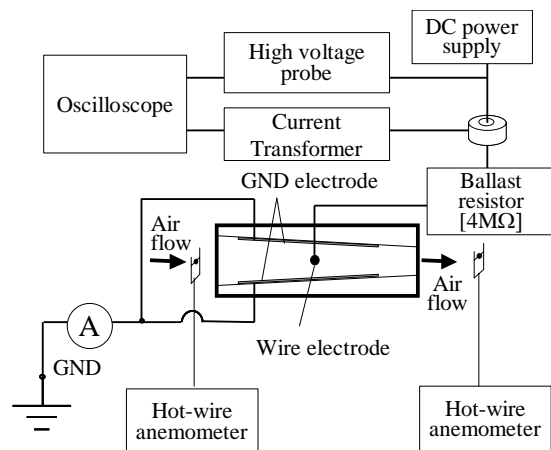 DC power
supply
High voltage
probe
Oscilloscope
Current
Transformer
Ballast
resistor
[4MΩ]
GND electrode
Air
flow
Air
flow
A
Wire electrode
GND
Hot-wire
anemometer
Hot-wire
anemometer